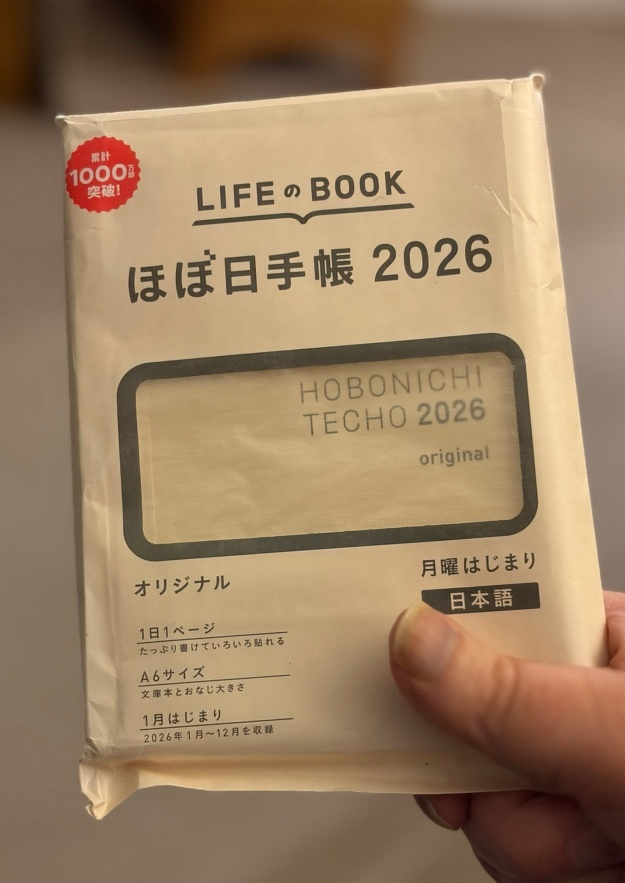 累計
1000万部
突破!
LIFEのBOOK
ほぼ日手帳 2026
HOBONICHI
TECHO 2026
original
オリジナル
月曜はじまり
日本語
1日1ページ
たっぷり書けていろいろ貼れる
A6サイズ
文庫本とおなじ大きさ
1月はじまり
2026年1月〜12月を収録